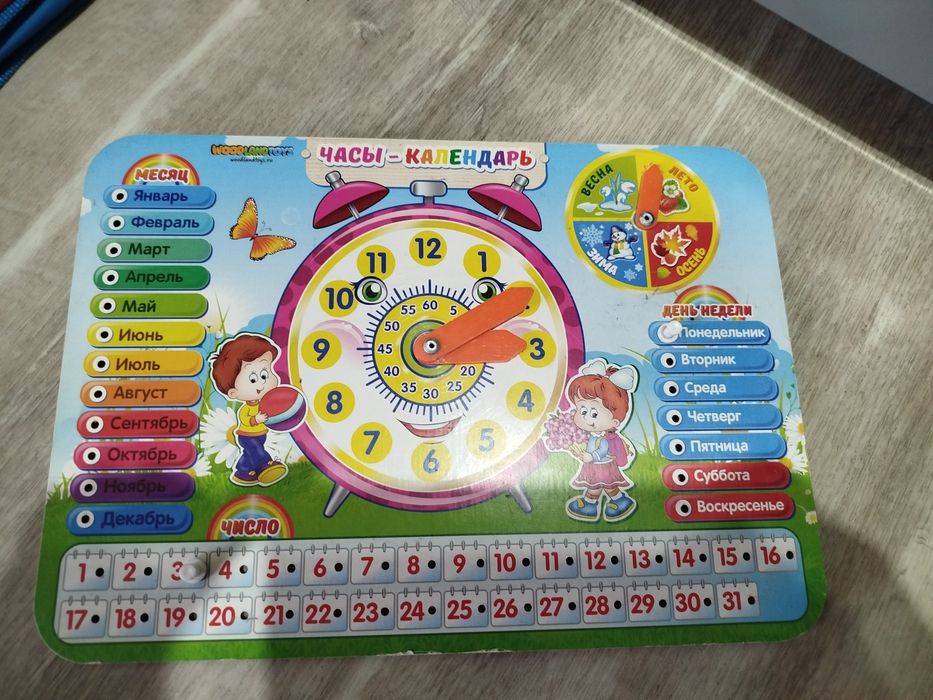 WOODLANDTOYS
woodlandtoys.ru
ЧАСЫ - КАЛЕНДАРЬ
МЕСЯЦ
Январь
Февраль
Март
Апрель
Май
Июнь
Июль
Август
Сентябрь
Октябрь
Ноябрь
Декабрь
12
1
3
4
5
6
7
8
9
10
11
60
5
20
25
30
35
40
45
50
55
ВЕСНА
ЛЕТО
ОСЕНЬ
ЗИМА
ДЕНЬ НЕДЕЛИ
Понедельник
Вторник
Среда
Четверг
Пятница
Суббота
Воскресенье
ЧИСЛО
1 2 3 4 5 6 7 8 9 10 11 12 13 14 15 16
17 18 19 20 21 22 23 24 25 26 27 28 29 30 31